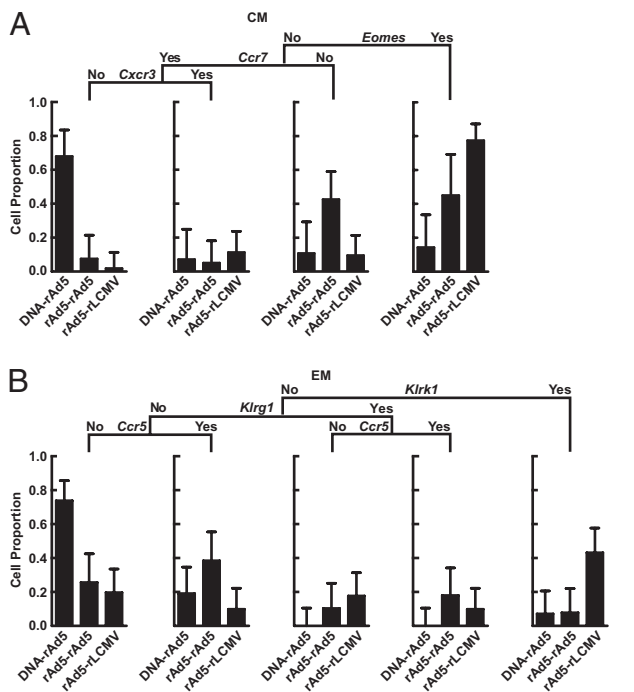 A
CM
No Eomes Yes
Yes Ccr7 No
No Cxcr3 Yes
Cell Proportion
1.0
0.8
0.6
0.4
0.2
0.0
DNA-rAd5
rAd5-rAd5
rAd5-rLCMV
DNA-rAd5
rAd5-rAd5
rAd5-rLCMV
DNA-rAd5
rAd5-rAd5
rAd5-rLCMV
DNA-rAd5
rAd5-rAd5
rAd5-rLCMV
B
EM
No Klrk1 Yes
No Klrg1 Yes
No Ccr5 Yes
No Ccr5 Yes
Cell Proportion
1.0
0.8
0.6
0.4
0.2
0.0
DNA-rAd5
rAd5-rAd5
rAd5-rLCMV
DNA-rAd5
rAd5-rAd5
rAd5-rLCMV
DNA-rAd5
rAd5-rAd5
rAd5-rLCMV
DNA-rAd5
rAd5-rAd5
rAd5-rLCMV
DNA-rAd5
rAd5-rAd5
rAd5-rLCMV